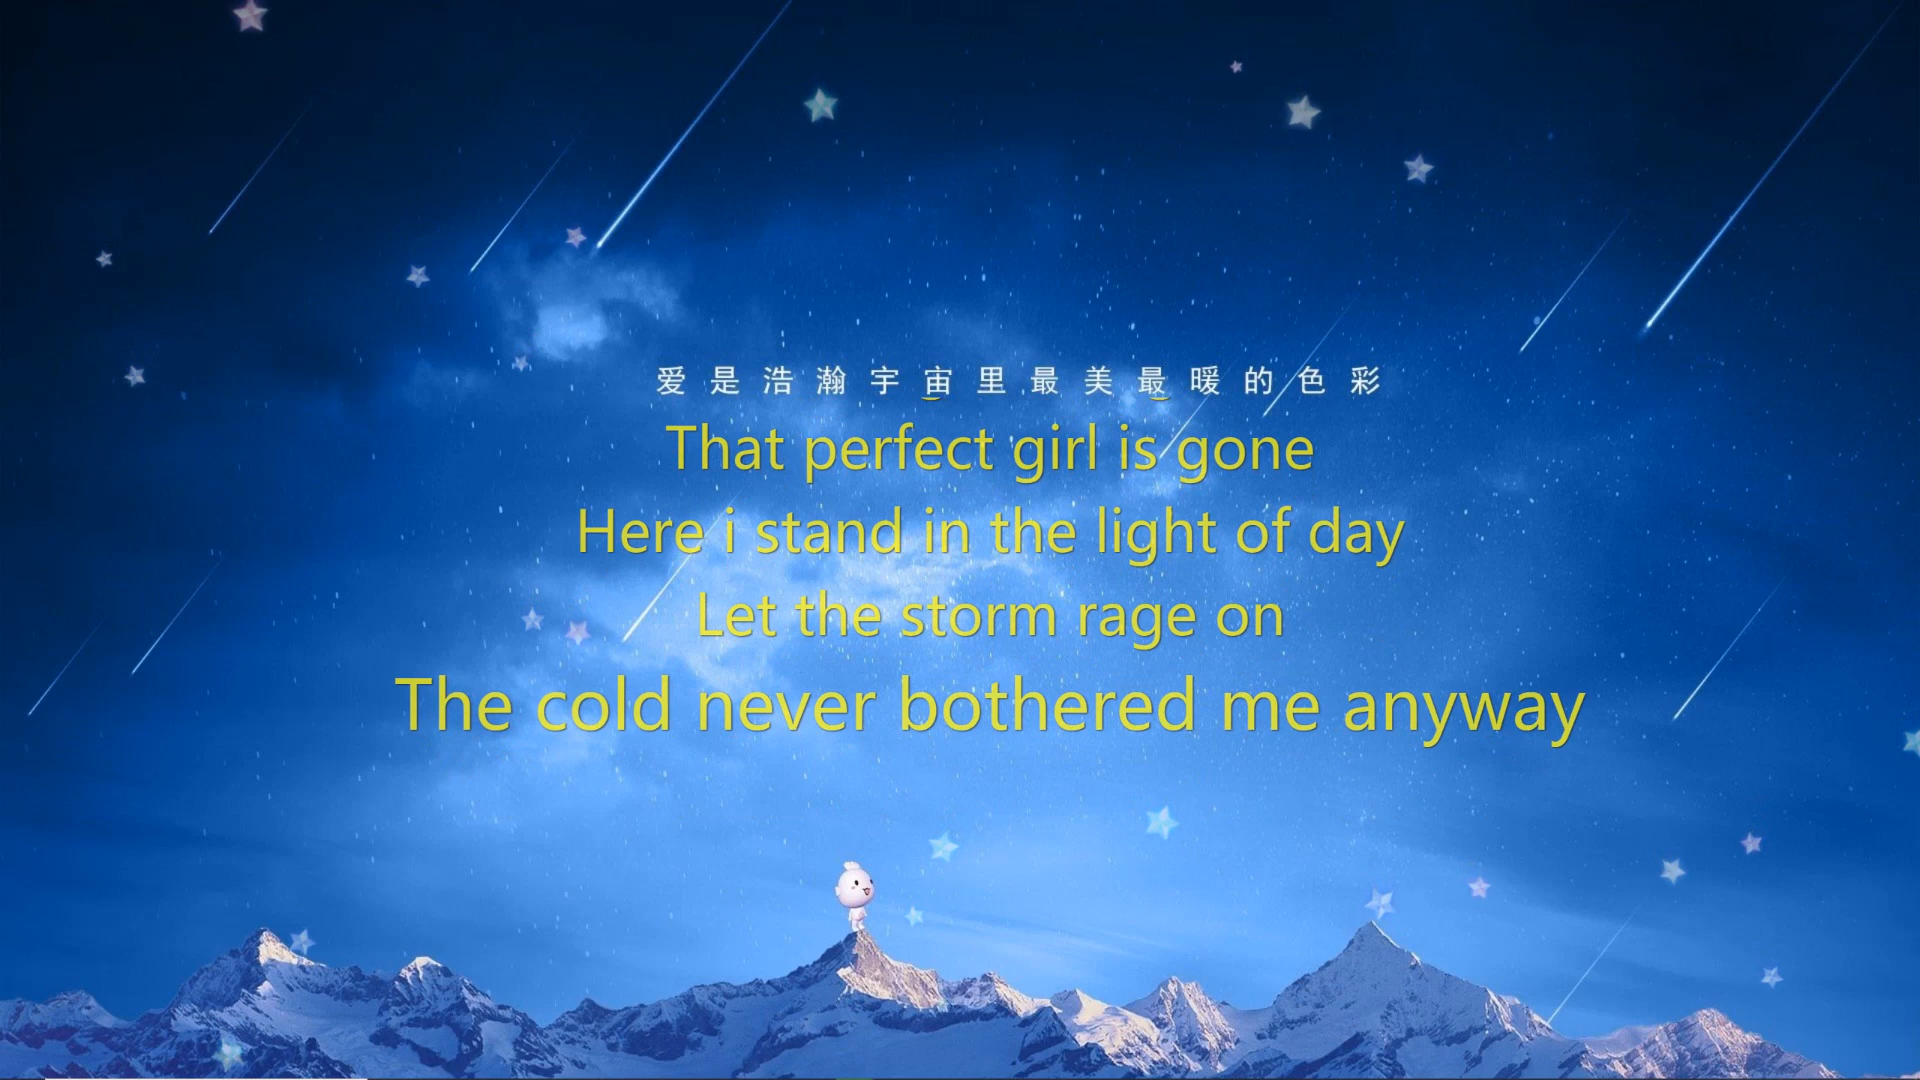 爱是浩瀚宇宙里最美最暖的色彩
That perfect girl is gone
Here i stand in the light of day
Let the storm rage on
The cold never bothered me anyway